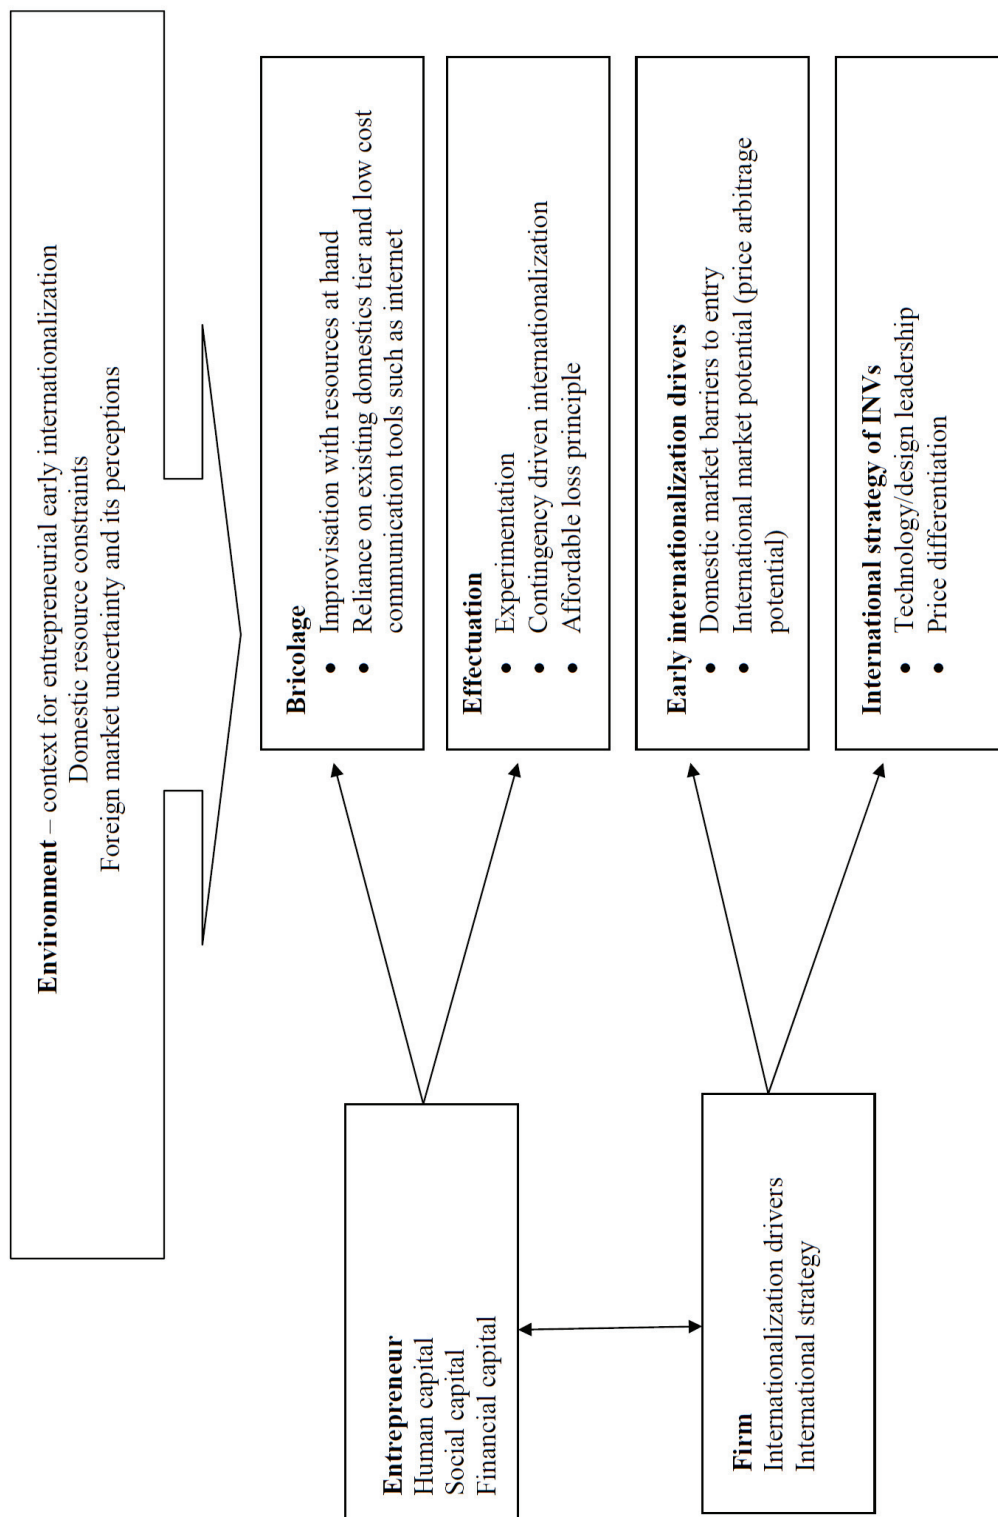 Environment – context for entrepreneurial early internationalization
Domestic resource constraints
Foreign market uncertainty and its perceptions
Entrepreneur
Human capital
Social capital
Financial capital
Firm
Internationalization drivers
International strategy
Bricolage
• Improvisation with resources at hand
• Reliance on existing domestics tier and low cost
communication tools such as internet
Effectuation
• Experimentation
• Contingency driven internationalization
• Affordable loss principle
Early internationalization drivers
• Domestic market barriers to entry
• International market potential (price arbitrage
potential)
International strategy of INVs
• Technology/design leadership
• Price differentiation